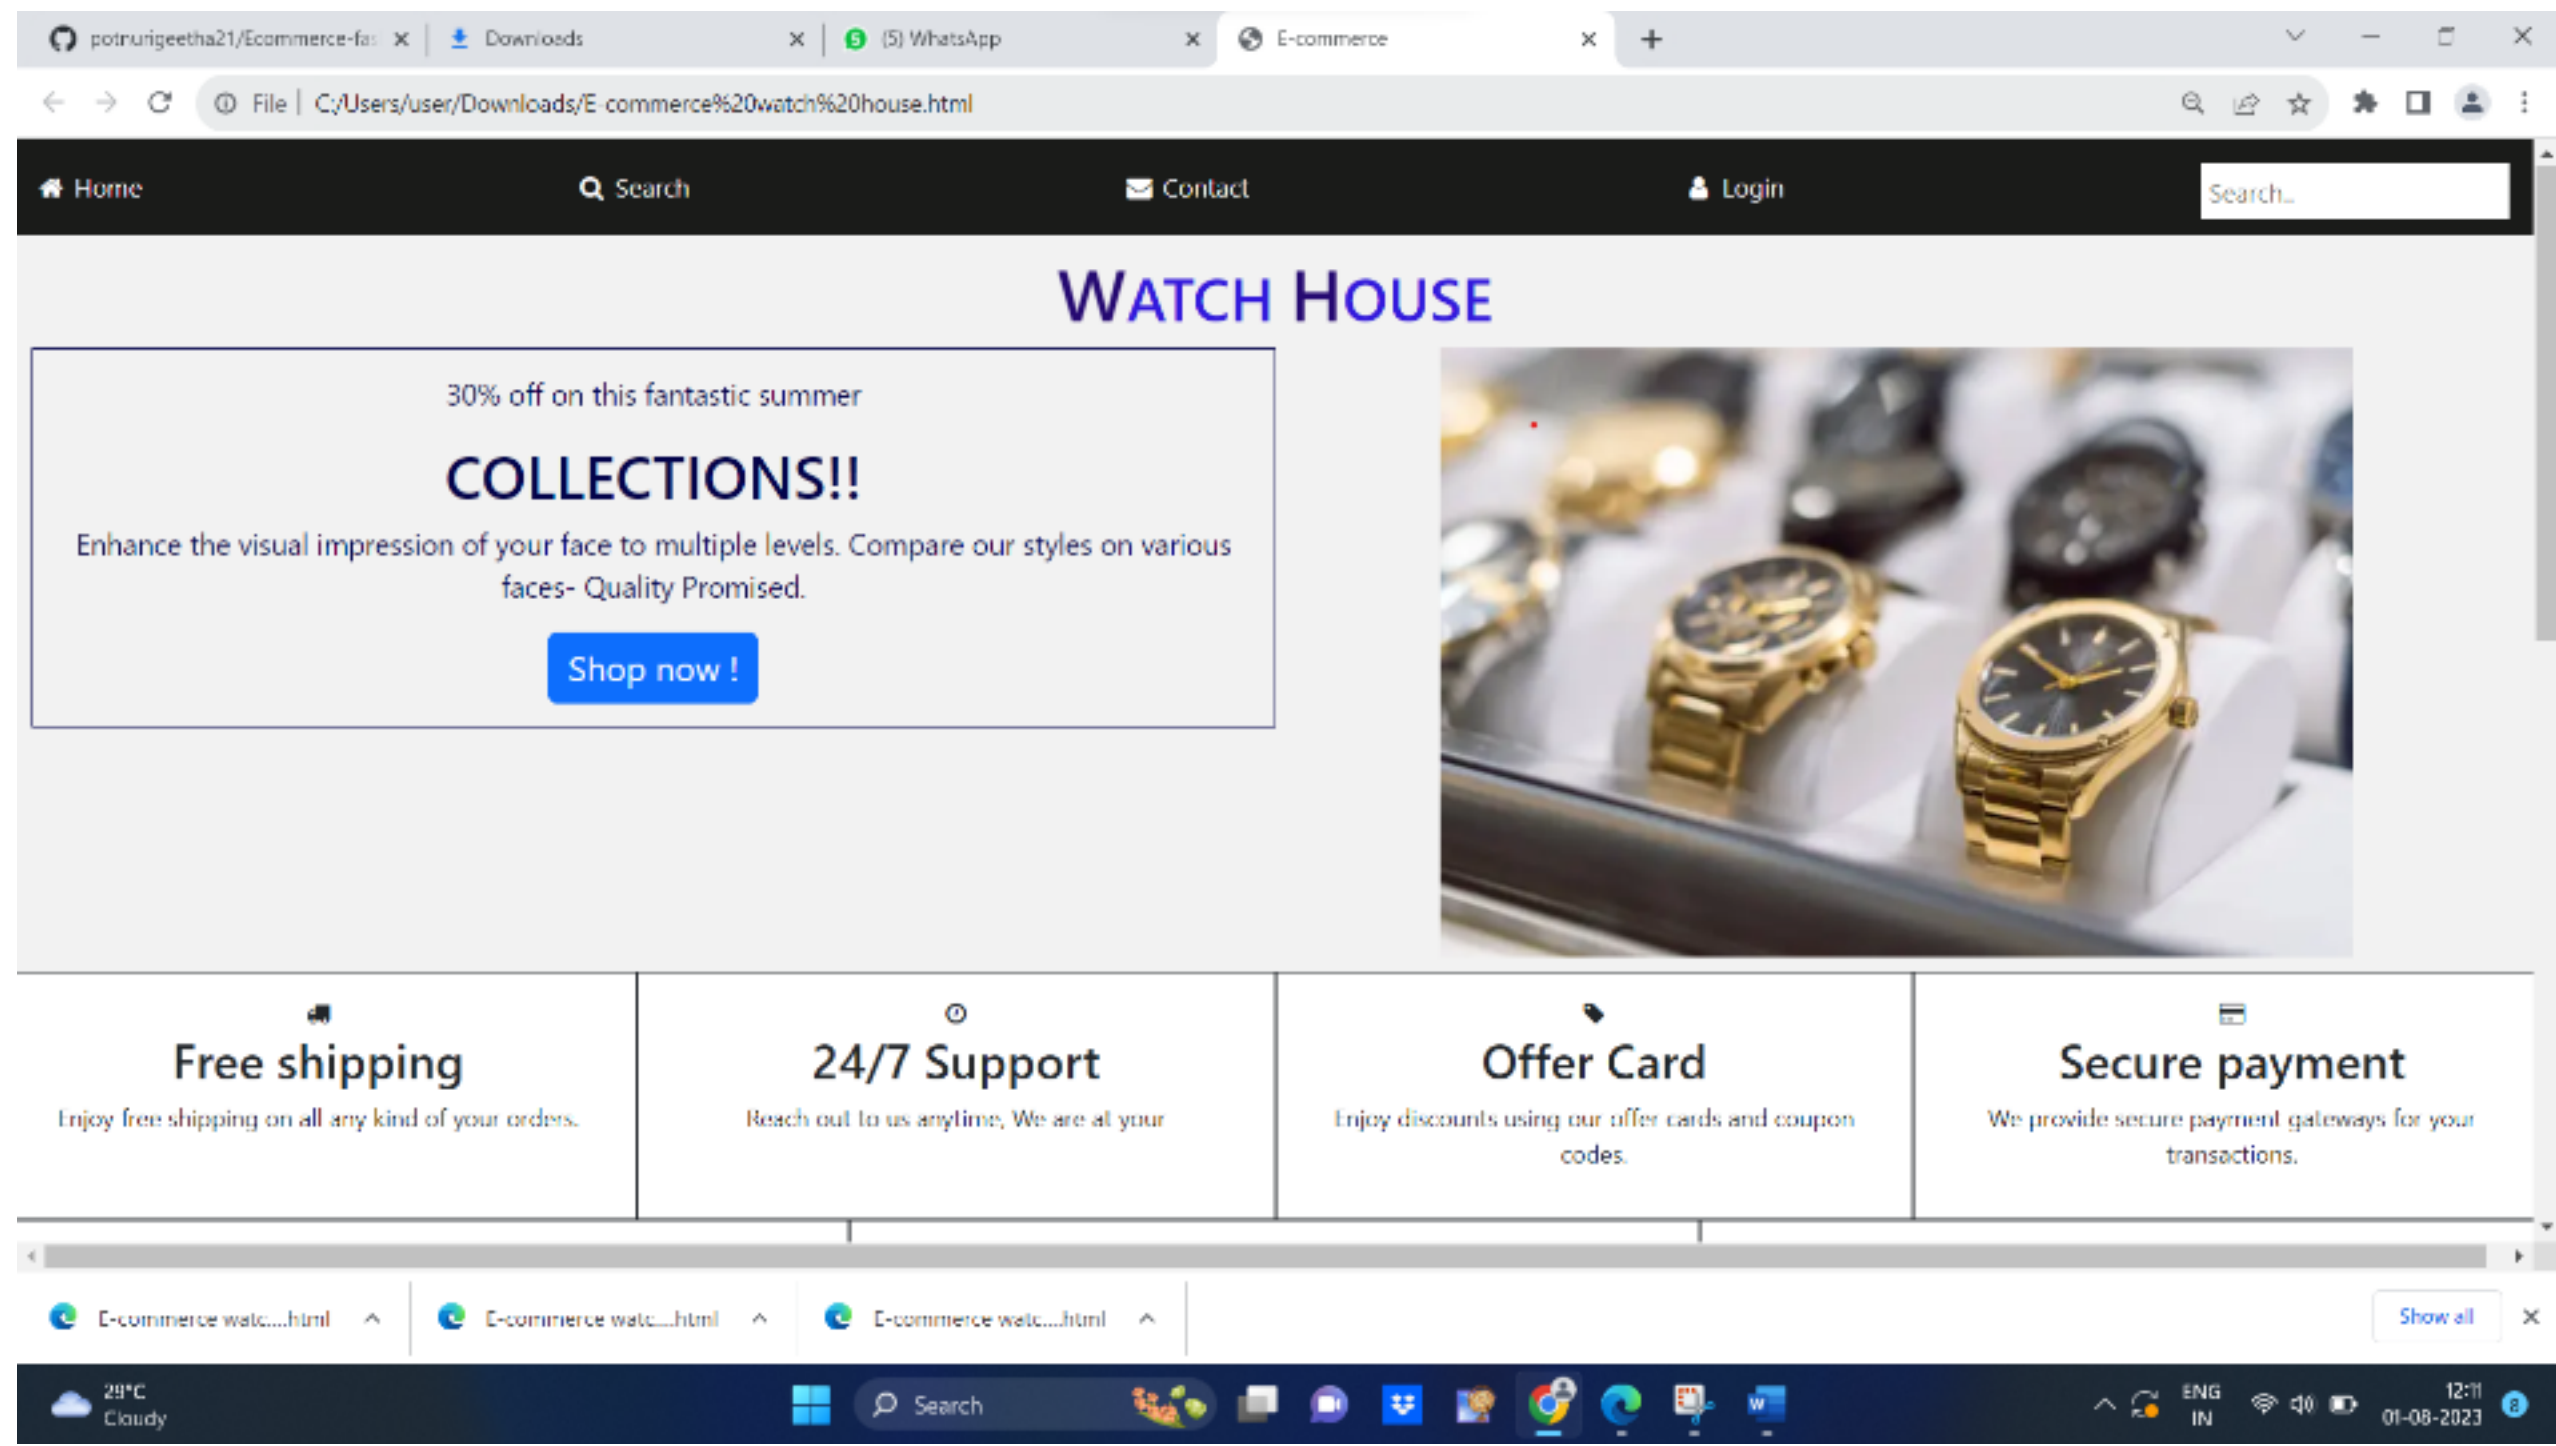 potnurigeetha21/Ecommerce-fas
Downloads
(5) WhatsApp
E-commerce
File
C:/Users/user/Downloads/E-commerce%20watch%20house.html
Home
Search
Contact
Login
Search..
WATCH HOUSE
30% off on this fantastic summer
COLLECTIONS!!
Enhance the visual impression of your face to multiple levels. Compare our styles on various
faces- Quality Promised.
Shop now !
Free shipping
Enjoy free shipping on all any kind of your orders.
24/7 Support
Reach out to us anytime, We are at your
Offer Card
Enjoy discounts using our offer cards and coupon
codes.
Secure payment
We provide secure payment gateways for your
transactions.
E-commerce watc....html
E-commerce watc....html
E-commerce watc....html
Show all
29°C
Cloudy
Search
ENG
IN
12:11
01-08-2023
8